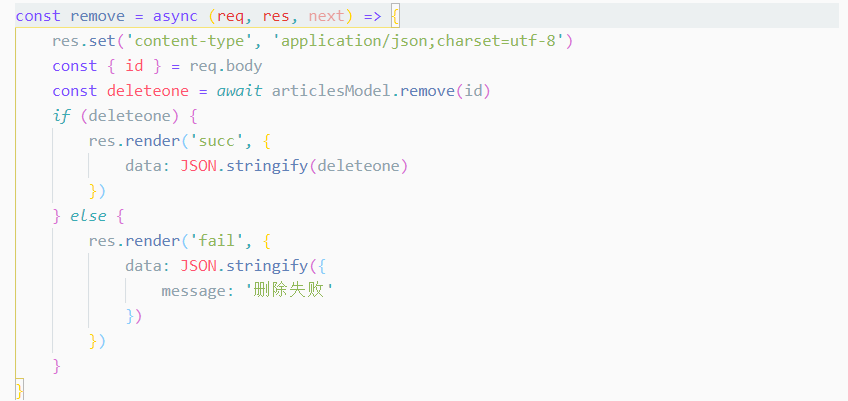 const remove = async (req, res, next) => {
res.set('content-type', 'application/json;charset=utf-8')
const { id } = req.body
const deleteone = await articlesModel.remove(id)
if (deleteone) {
res.render('succ', {
data: JSON.stringify(deleteone)
})
} else {
res.render('fail', {
data: JSON.stringify({
message: '删除失败'
})
})
}
}